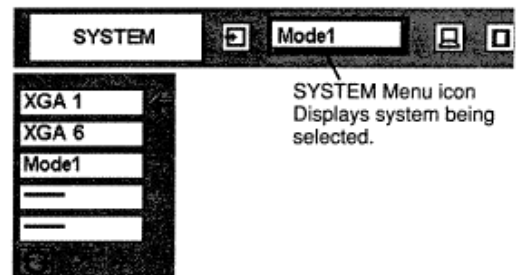 SYSTEM
Mode1
SYSTEM Menu icon
Displays system being
selected.
XGA 1
XGA 6
Mode1